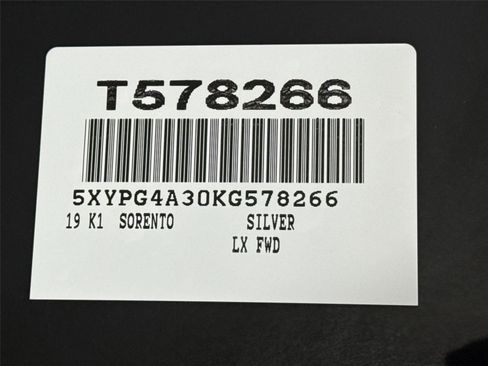 T578266
5XYPG4A30KG578266
19 K1 SORENTO SILVER
LX FWD